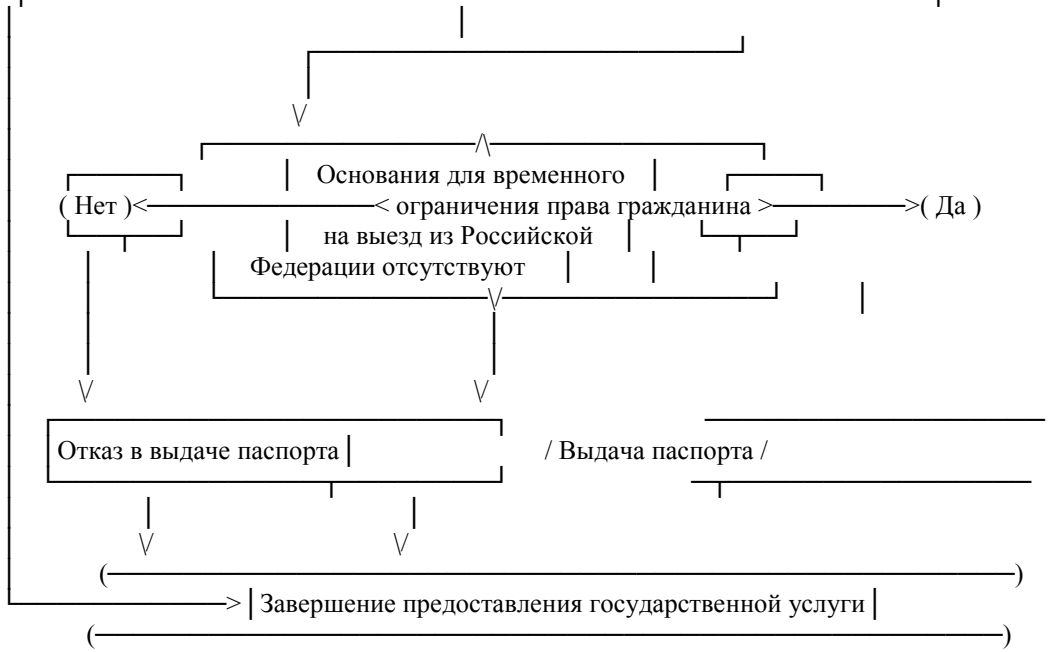 Основания для временного
( Нет )< < ограничения права гражданина > >( Да )
на выезд из Российской
Федерации отсутствуют
Отказ в выдаче паспорта
/ Выдача паспорта /
Завершение предоставления государственной услуги